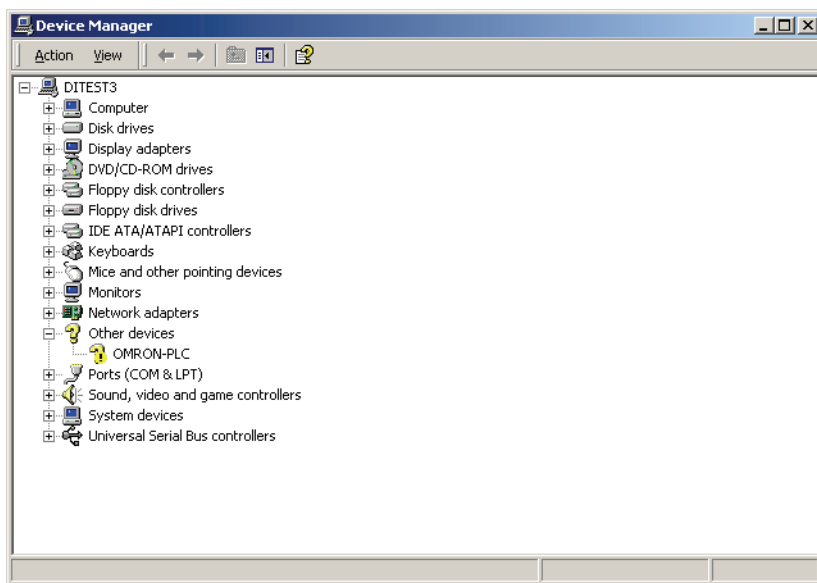 Device Manager
Action View
DITEST3
Computer
Disk drives
Display adapters
DVD/CD-ROM drives
Floppy disk controllers
Floppy disk drives
IDE ATA/ATAPI controllers
Keyboards
Mice and other pointing devices
Monitors
Network adapters
Other devices
OMRON-PLC
Ports (COM & LPT)
Sound, video and game controllers
System devices
Universal Serial Bus controllers